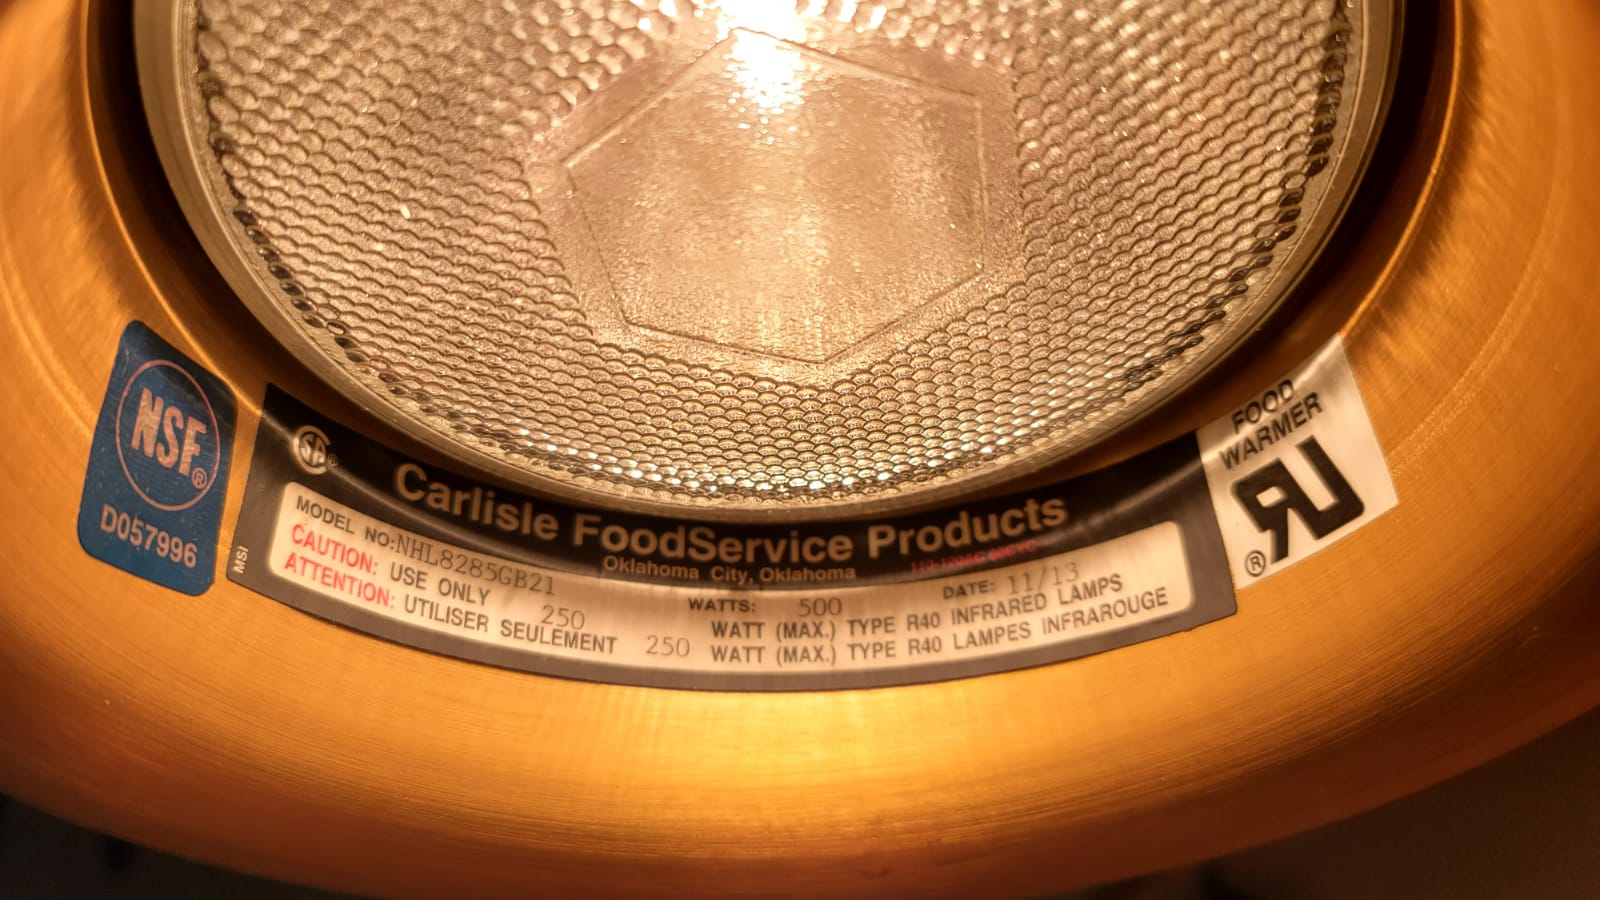 NSF®
D057996
MSI
Carlisle FoodService Products
Oklahoma City, Oklahoma
MODEL NO: NHL8285GB21
WATTS: 500
DATE: 11/13
CAUTION: USE ONLY 250 WATT (MAX.) TYPE R40 INFRARED LAMPS
ATTENTION: UTILISER SEULEMENT 250 WATT (MAX.) TYPE R40 LAMPES INFRAROUGE
FOOD
WARMER
RU®